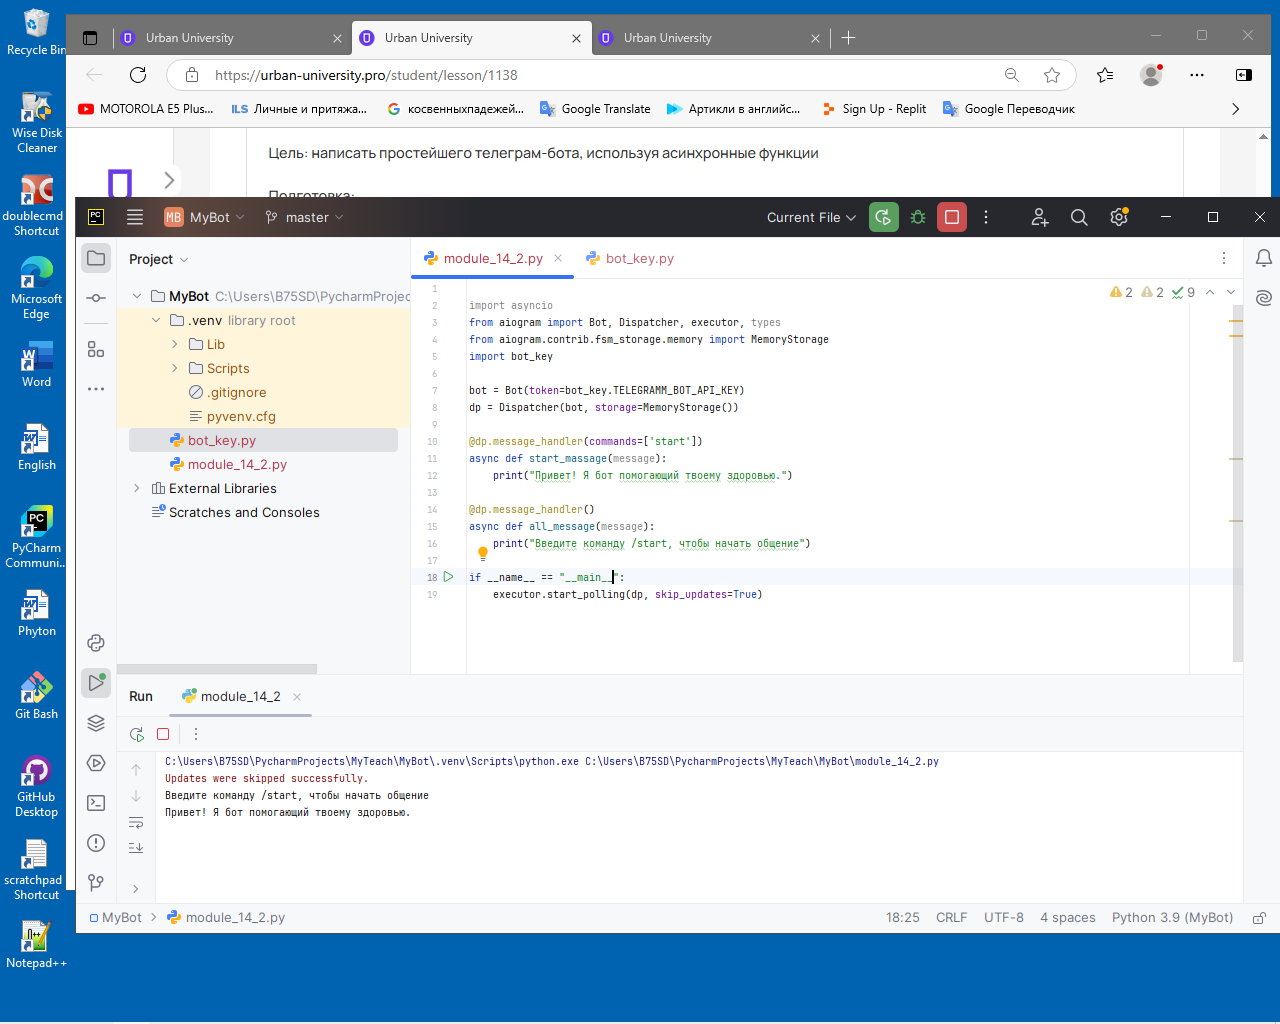 Recycle Bin
Wise Disk
Cleaner
doublecmd
Shortcut
Microsoft
Edge
Word
English
PyCharm
Communi...
Phyton
Git Bash
GitHub
Desktop
scratchpad
Shortcut
Notepad++
Urban University
Urban University
Urban University
https://urban-university.pro/student/lesson/1138
MOTOROLA E5 Plus... ILS Личные и притяжа... косвенныхпадежей... Google Translate Артикли в английс... Sign Up - Replit Google Переводчик
Цель: написать простейшего телеграм-бота, используя асинхронные функции
Подготовка:
PC MB MyBot master Current File
Project
MyBot C:\Users\B75SD\PycharmProjec
.venv library root
Lib
Scripts
.gitignore
pyvenv.cfg
bot_key.py
module_14_2.py
External Libraries
Scratches and Consoles
module_14_2.py bot_key.py
2 2 9
1
2 import asyncio
3 from aiogram import Bot, Dispatcher, executor, types
4 from aiogram.contrib.fsm_storage.memory import MemoryStorage
5 import bot_key
6
7 bot = Bot(token=bot_key.TELEGRAMM_BOT_API_KEY)
8 dp = Dispatcher(bot, storage=MemoryStorage())
9
10 @dp.message_handler(commands=['start'])
11 async def start_massage(message):
12 print("Привет! Я бот помогающий твоему здоровью.")
13
14 @dp.message_handler()
15 async def all_message(message):
16 print("Введите команду /start, чтобы начать общение")
17
18 if __name__ == "__main__":
19 executor.start_polling(dp, skip_updates=True)
Run module_14_2
C:\Users\B75SD\PycharmProjects\MyTeach\MyBot\.venv\Scripts\python.exe C:\Users\B75SD\PycharmProjects\MyTeach\MyBot\module_14_2.py
Updates were skipped successfully.
Введите команду /start, чтобы начать общение
Привет! Я бот помогающий твоему здоровью.
MyBot module_14_2.py 18:25 CRLF UTF-8 4 spaces Python 3.9 (MyBot)